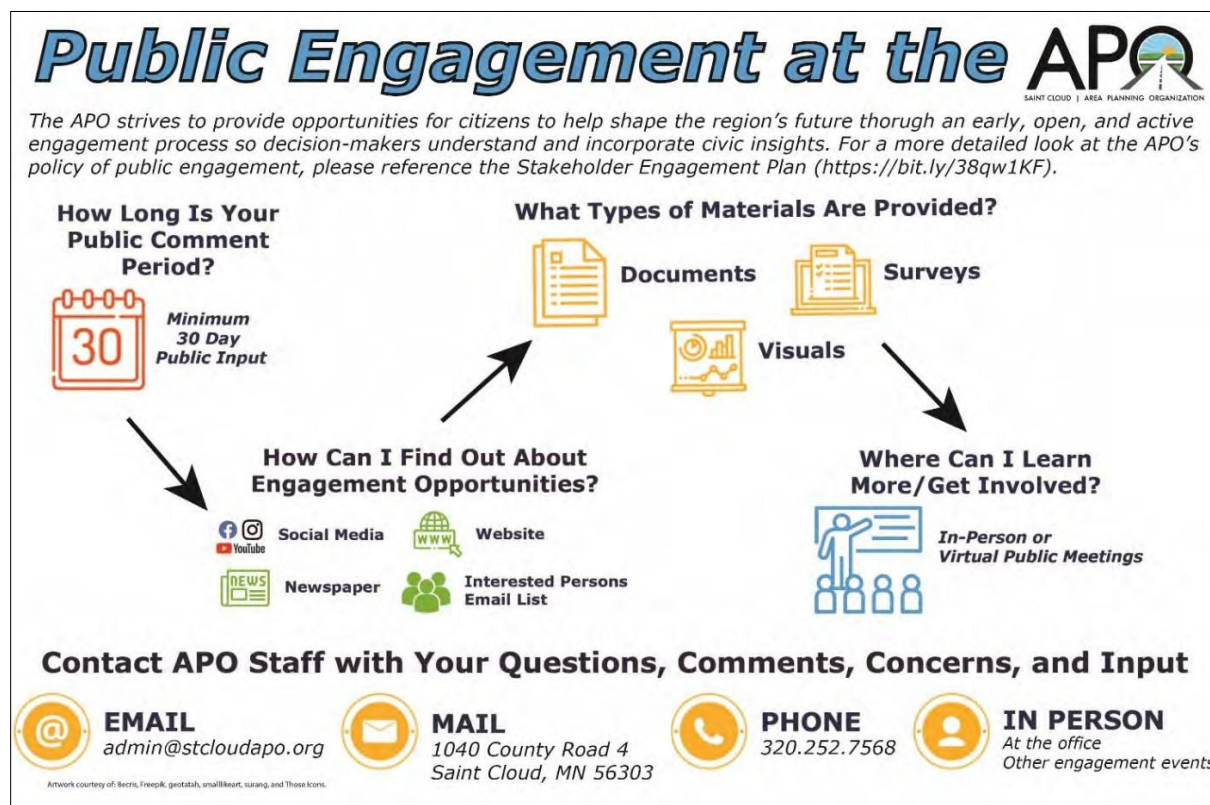 Public Engagement at the APO
SAINT CLOUD | AREA PLANNING ORGANIZATION
The APO strives to provide opportunities for citizens to help shape the region's future thorugh an early, open, and active
engagement process so decision-makers understand and incorporate civic insights. For a more detailed look at the APO's
policy of public engagement, please reference the Stakeholder Engagement Plan (https://bit.ly/38qw1KF).
How Long Is Your
Public Comment
Period?
30
Minimum
30 Day
Public Input
What Types of Materials Are Provided?
Documents
Surveys
Visuals
How Can I Find Out About
Engagement Opportunities?
YouTube
Social Media
WWW
Website
NEWS
Newspaper
Interested Persons
Email List
Where Can I Learn
More/Get Involved?
In-Person or
Virtual Public Meetings
Contact APO Staff with Your Questions, Comments, Concerns, and Input
@
EMAIL
admin@stcloudapo.org
MAIL
1040 County Road 4
Saint Cloud, MN 56303
PHONE
320.252.7568
IN PERSON
At the office
Other engagement events
Artwork courtesy of: Becris, Freepik, geotatah, smalllikeart, surang, and Those Icons.